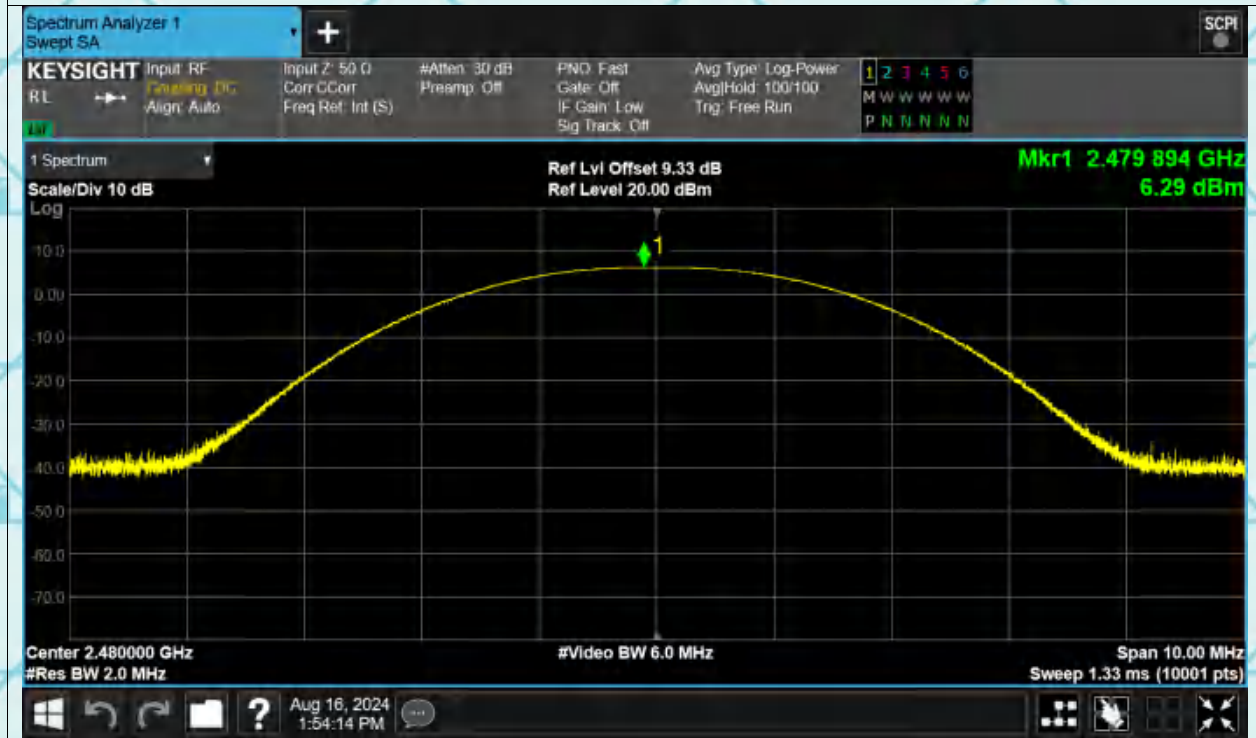 Spectrum Analyzer 1
Swept SA
+
SCPI
KEYSIGHT
RL
Input: RF
Coupling: DC
Align: Auto
Input Z: 50 Ω
Corr CCorr
Freq Ref: Int (S)
#Atten: 30 dB
Preamp: Off
PNO: Fast
Gate: Off
IF Gain: Low
Sig Track: Off
Avg Type: Log-Power
Avg|Hold: 100/100
Trig: Free Run
1 2 3 4 5 6
M W W W W W
P N N N N N
1 Spectrum
Scale/Div 10 dB
Ref Lvl Offset 9.33 dB
Ref Level 20.00 dBm
Mkr1 2.479 894 GHz
6.29 dBm
Log
10.0
0.00
-10.0
-20.0
-30.0
-40.0
-50.0
-60.0
-70.0
1
Center 2.480000 GHz
#Res BW 2.0 MHz
#Video BW 6.0 MHz
Span 10.00 MHz
Sweep 1.33 ms (10001 pts)
?
Aug 16, 2024
1:54:14 PM